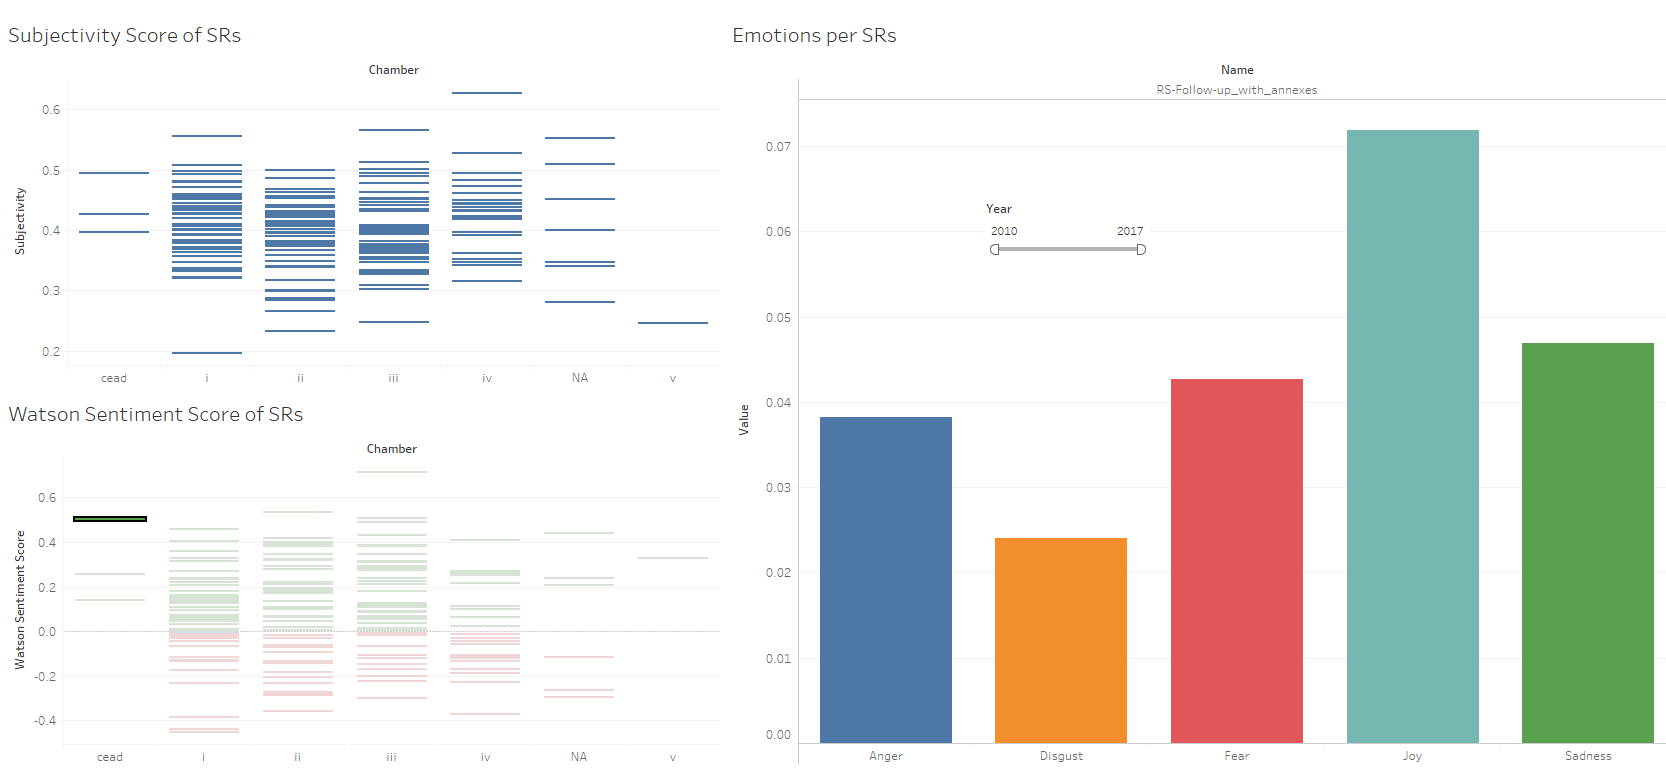 Subjectivity Score of SRs
Chamber
Subjectivity
0.6
0.5
0.4
0.3
0.2
cead i ii iii iv NA v
Watson Sentiment Score of SRs
Chamber
Watson Sentiment Score
0.6
0.4
0.2
0.0
-0.2
-0.4
cead i ii iii iv NA v
Emotions per SRs
Name
RS-Follow-up_with_annexes
Year
2010 2017
Value
0.07
0.06
0.05
0.04
0.03
0.02
0.01
0.00
Anger Disgust Fear Joy Sadness